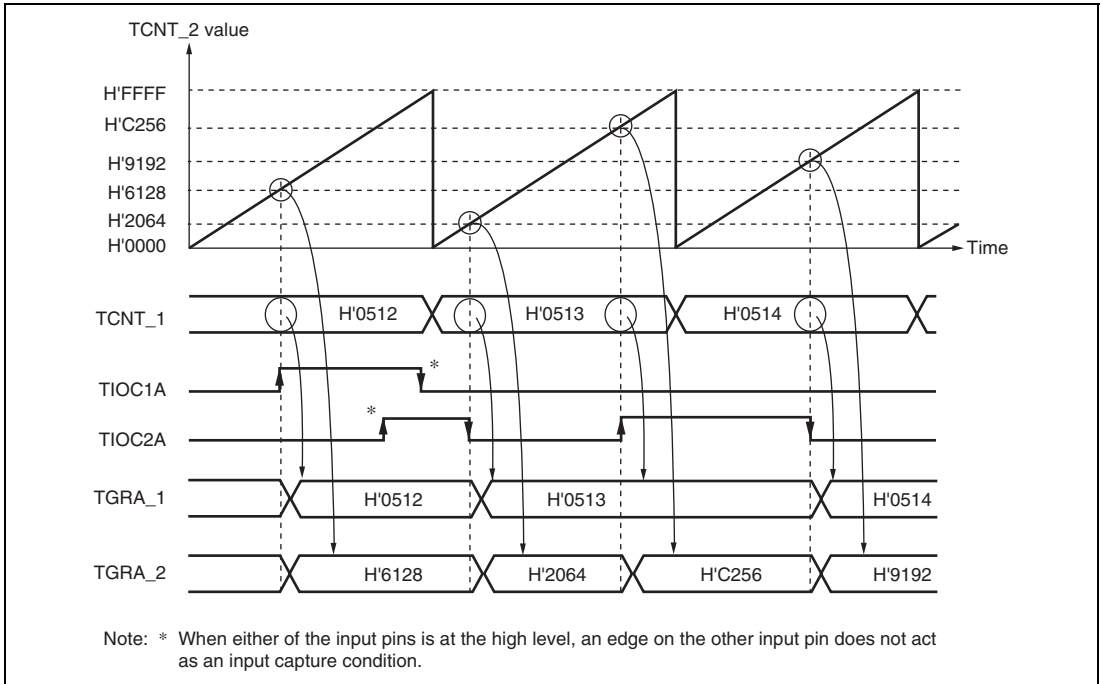 TCNT_2 value
H'FFFF
H'C256
H'9192
H'6128
H'2064
H'0000
Time
TCNT_1
H'0512
H'0513
H'0514
TIOC1A
*
TIOC2A
*
TGRA_1
H'0512
H'0513
H'0514
TGRA_2
H'6128
H'2064
H'C256
H'9192
Note: * When either of the input pins is at the high level, an edge on the other input pin does not act
as an input capture condition.